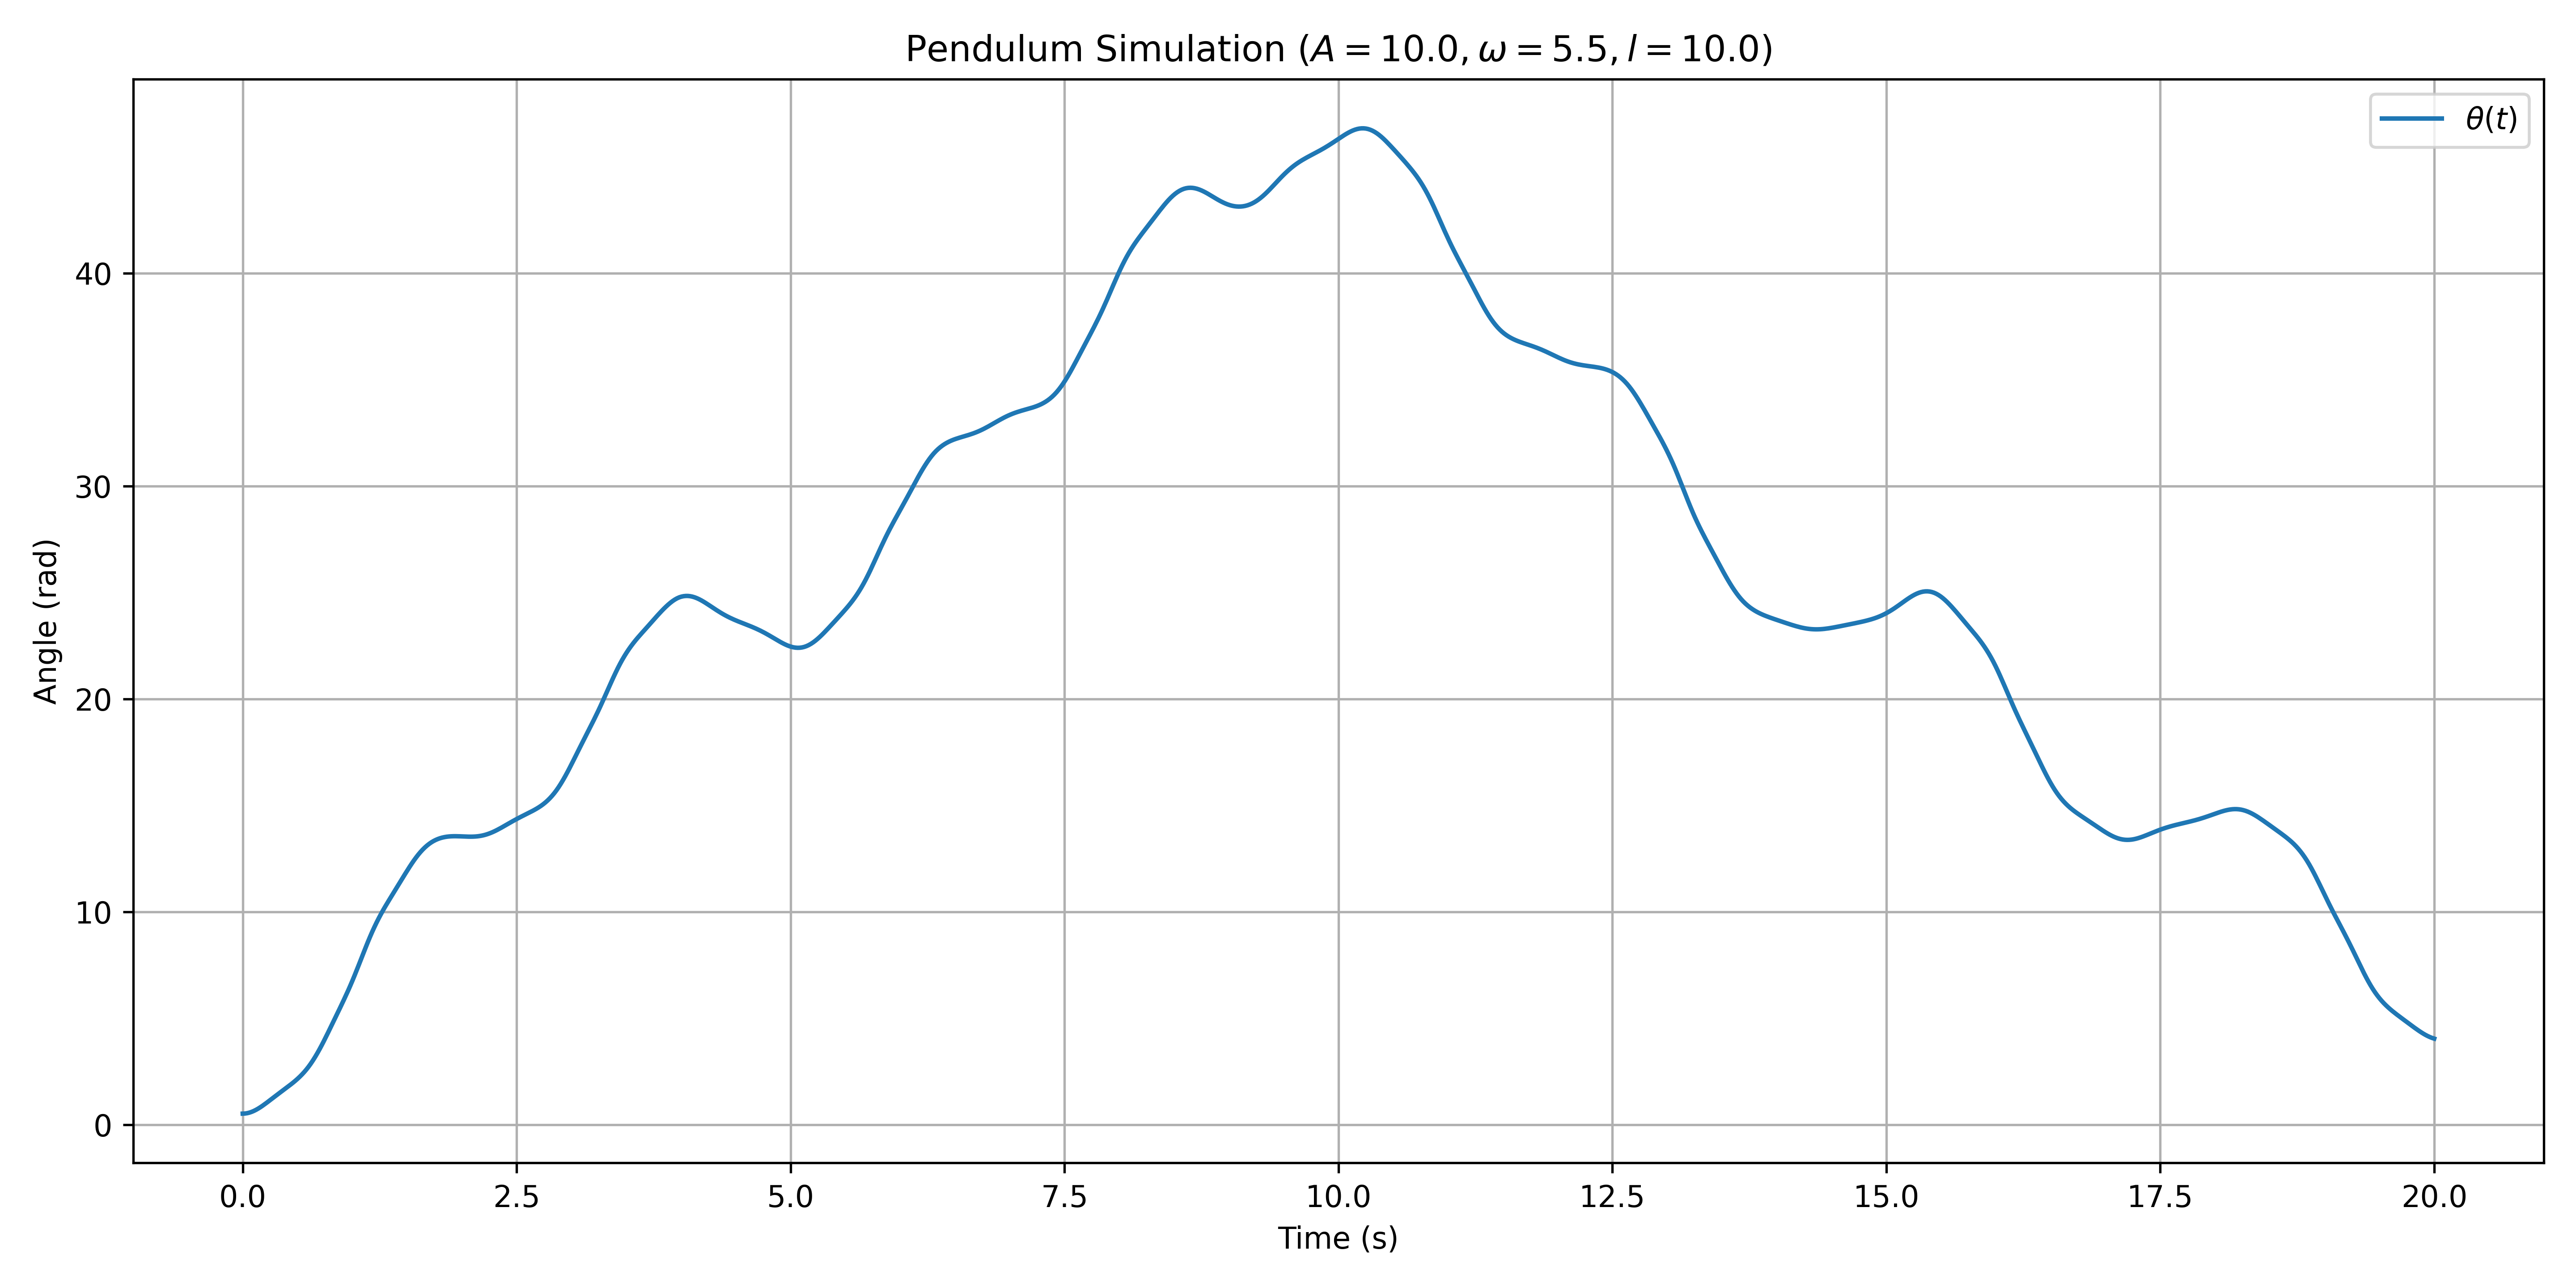 Pendulum Simulation (A = 10.0, ω = 5.5, l = 10.0)
θ(t)
Angle (rad)
40
30
20
10
0
0.0 2.5 5.0 7.5 10.0 12.5 15.0 17.5 20.0
Time (s)